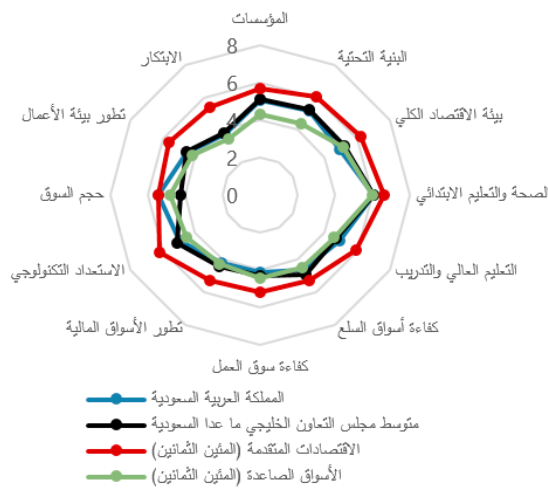 المؤسسات
البنية التحتية
بيئة الاقتصاد الكلي
الصحة والتعليم الابتدائي
التعليم العالي والتدريب
كفاءة أسواق السلع
كفاءة سوق العمل
تطور الأسواق المالية
الاستعداد التكنولوجي
حجم السوق
تطور بيئة الأعمال
الابتكار
8
6
4
2
0
المملكة العربية السعودية
متوسط مجلس التعاون الخليجي ما عدا السعودية
الاقتصادات المتقدمة (المئين الثمانين)
الأسواق الصاعدة (المئين الثمانين)